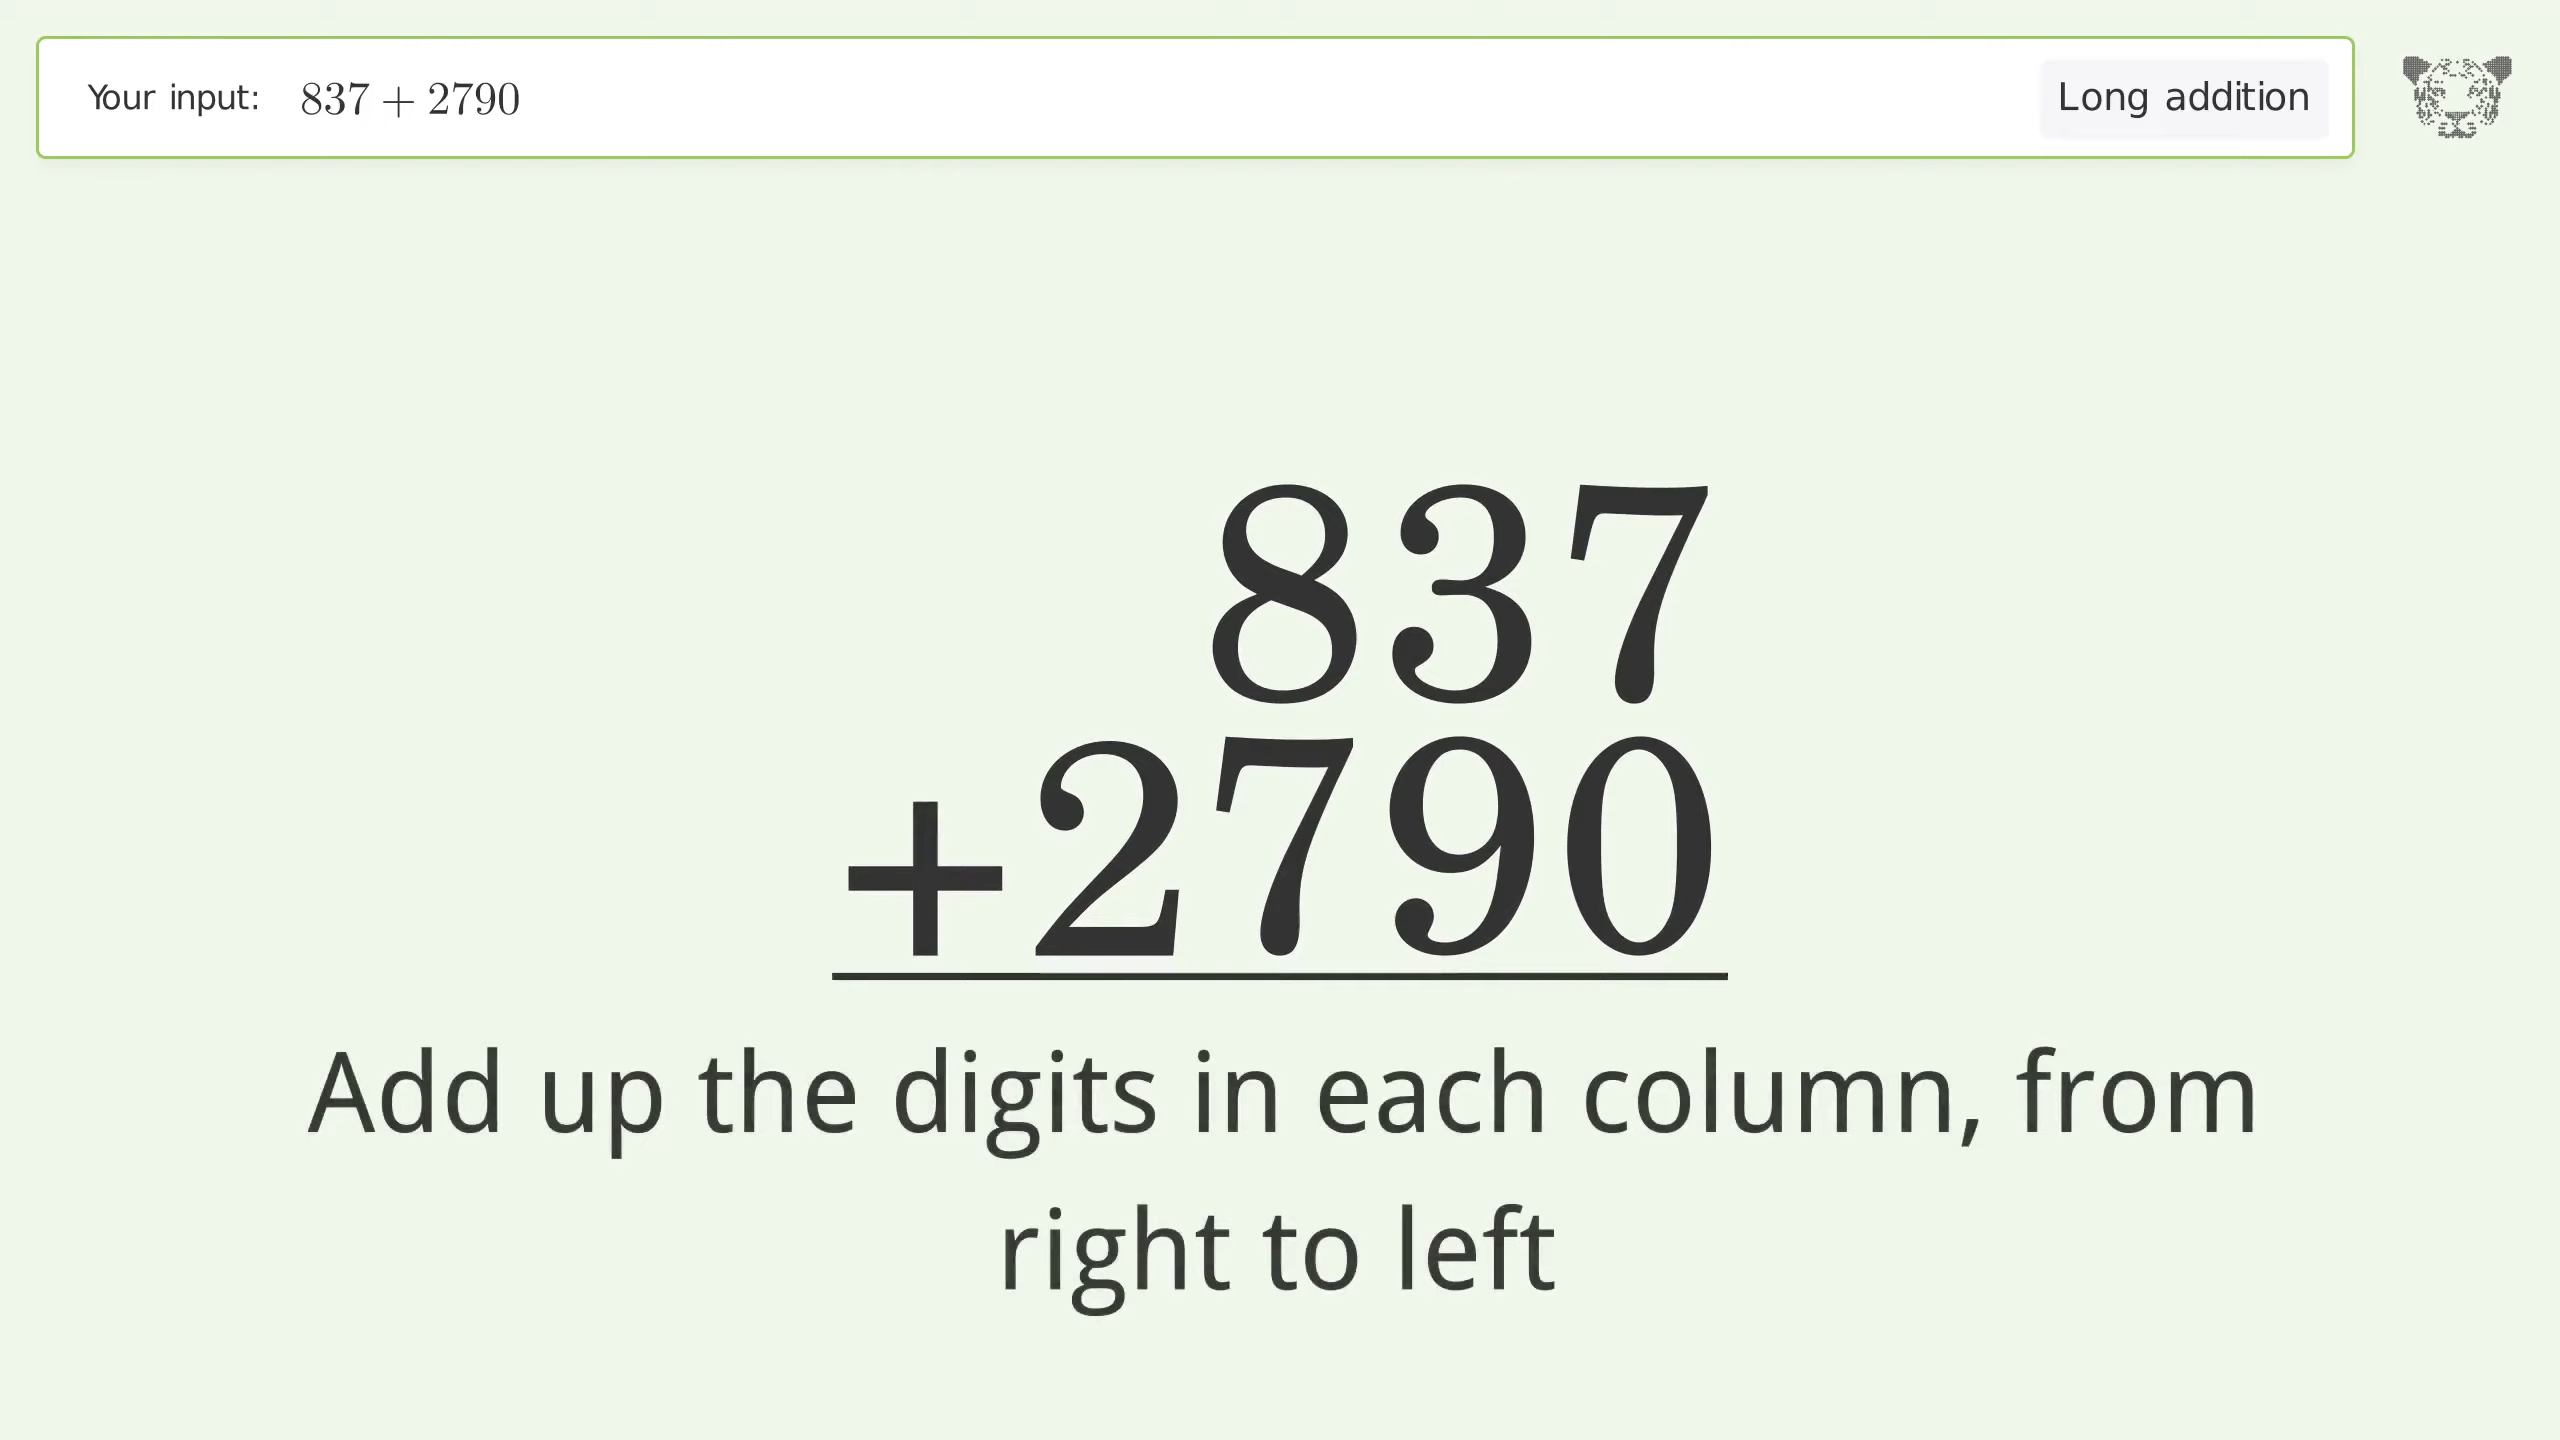 Your input: 837 + 2790
Long addition
837
+2790
Add up the digits in each column, from
right to left